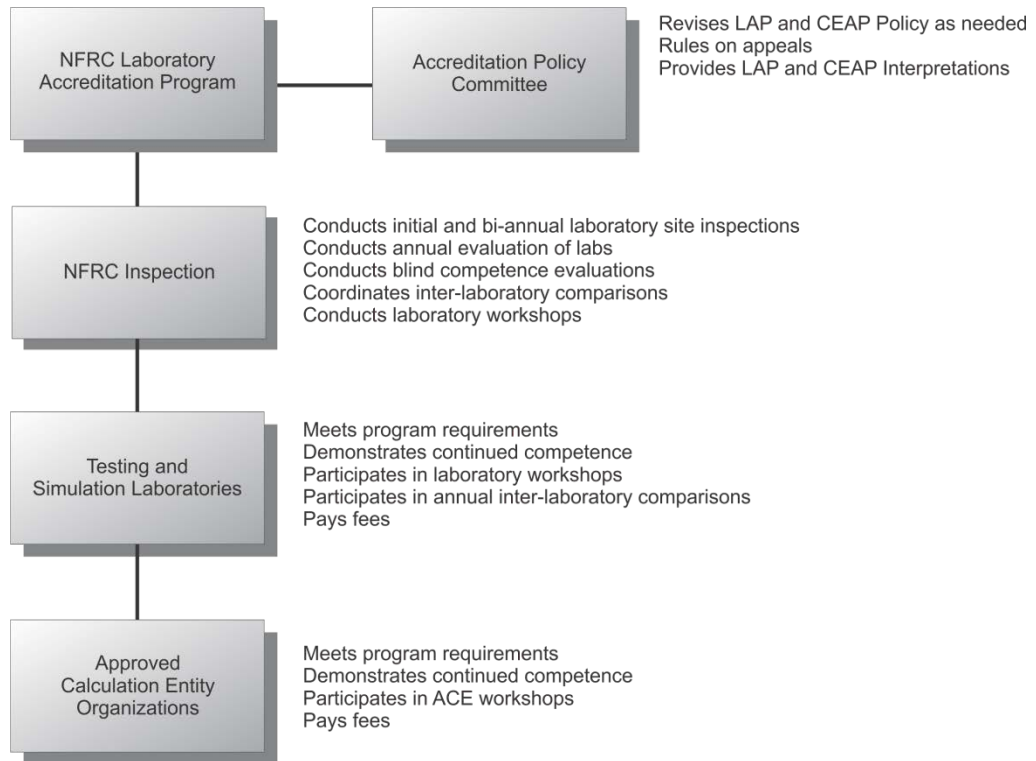 NFRC Laboratory
Accreditation Program
Accreditation Policy
Committee
Revises LAP and CEAP Policy as needed
Rules on appeals
Provides LAP and CEAP Interpretations
NFRC Inspection
Conducts initial and bi-annual laboratory site inspections
Conducts annual evaluation of labs
Conducts blind competence evaluations
Coordinates inter-laboratory comparisons
Conducts laboratory workshops
Testing and
Simulation Laboratories
Meets program requirements
Demonstrates continued competence
Participates in laboratory workshops
Participates in annual inter-laboratory comparisons
Pays fees
Approved
Calculation Entity
Organizations
Meets program requirements
Demonstrates continued competence
Participates in ACE workshops
Pays fees